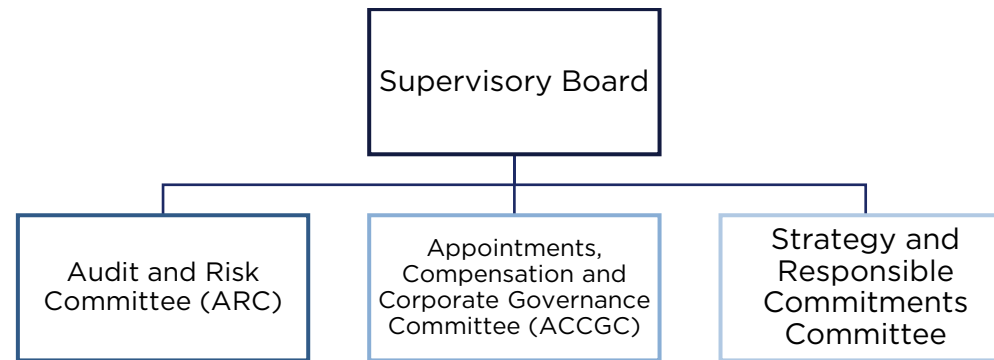 Supervisory Board
Audit and Risk
Committee (ARC)
Appointments,
Compensation and
Corporate Governance
Committee (ACCGC)
Strategy and
Responsible
Commitments
Committee